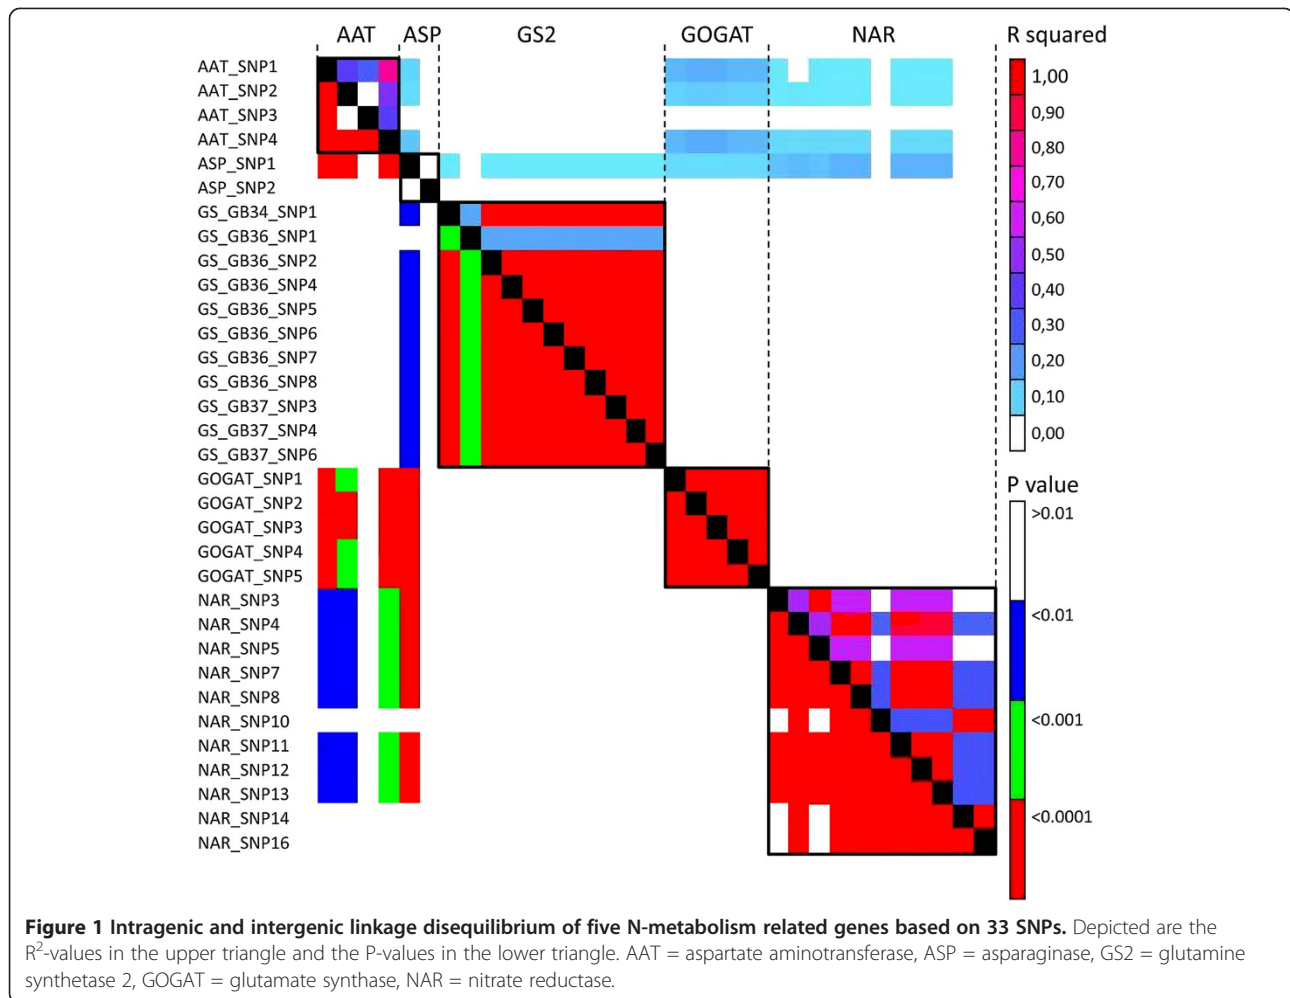 AAT ASP GS2 GOGAT NAR R squared
AAT_SNP1
AAT_SNP2
AAT_SNP3
AAT_SNP4
ASP_SNP1
ASP_SNP2
GS_GB34_SNP1
GS_GB36_SNP1
GS_GB36_SNP2
GS_GB36_SNP4
GS_GB36_SNP5
GS_GB36_SNP6
GS_GB36_SNP7
GS_GB36_SNP8
GS_GB37_SNP3
GS_GB37_SNP4
GS_GB37_SNP6
GOGAT_SNP1
GOGAT_SNP2
GOGAT_SNP3
GOGAT_SNP4
GOGAT_SNP5
NAR_SNP3
NAR_SNP4
NAR_SNP5
NAR_SNP7
NAR_SNP8
NAR_SNP10
NAR_SNP11
NAR_SNP12
NAR_SNP13
NAR_SNP14
NAR_SNP16
1,00
0,90
0,80
0,70
0,60
0,50
0,40
0,30
0,20
0,10
0,00
P value
>0.01
<0.01
<0.001
<0.0001
Figure 1 Intragenic and intergenic linkage disequilibrium of five N-metabolism related genes based on 33 SNPs. Depicted are the
R²-values in the upper triangle and the P-values in the lower triangle. AAT = aspartate aminotransferase, ASP = asparaginase, GS2 = glutamine
synthetase 2, GOGAT = glutamate synthase, NAR = nitrate reductase.